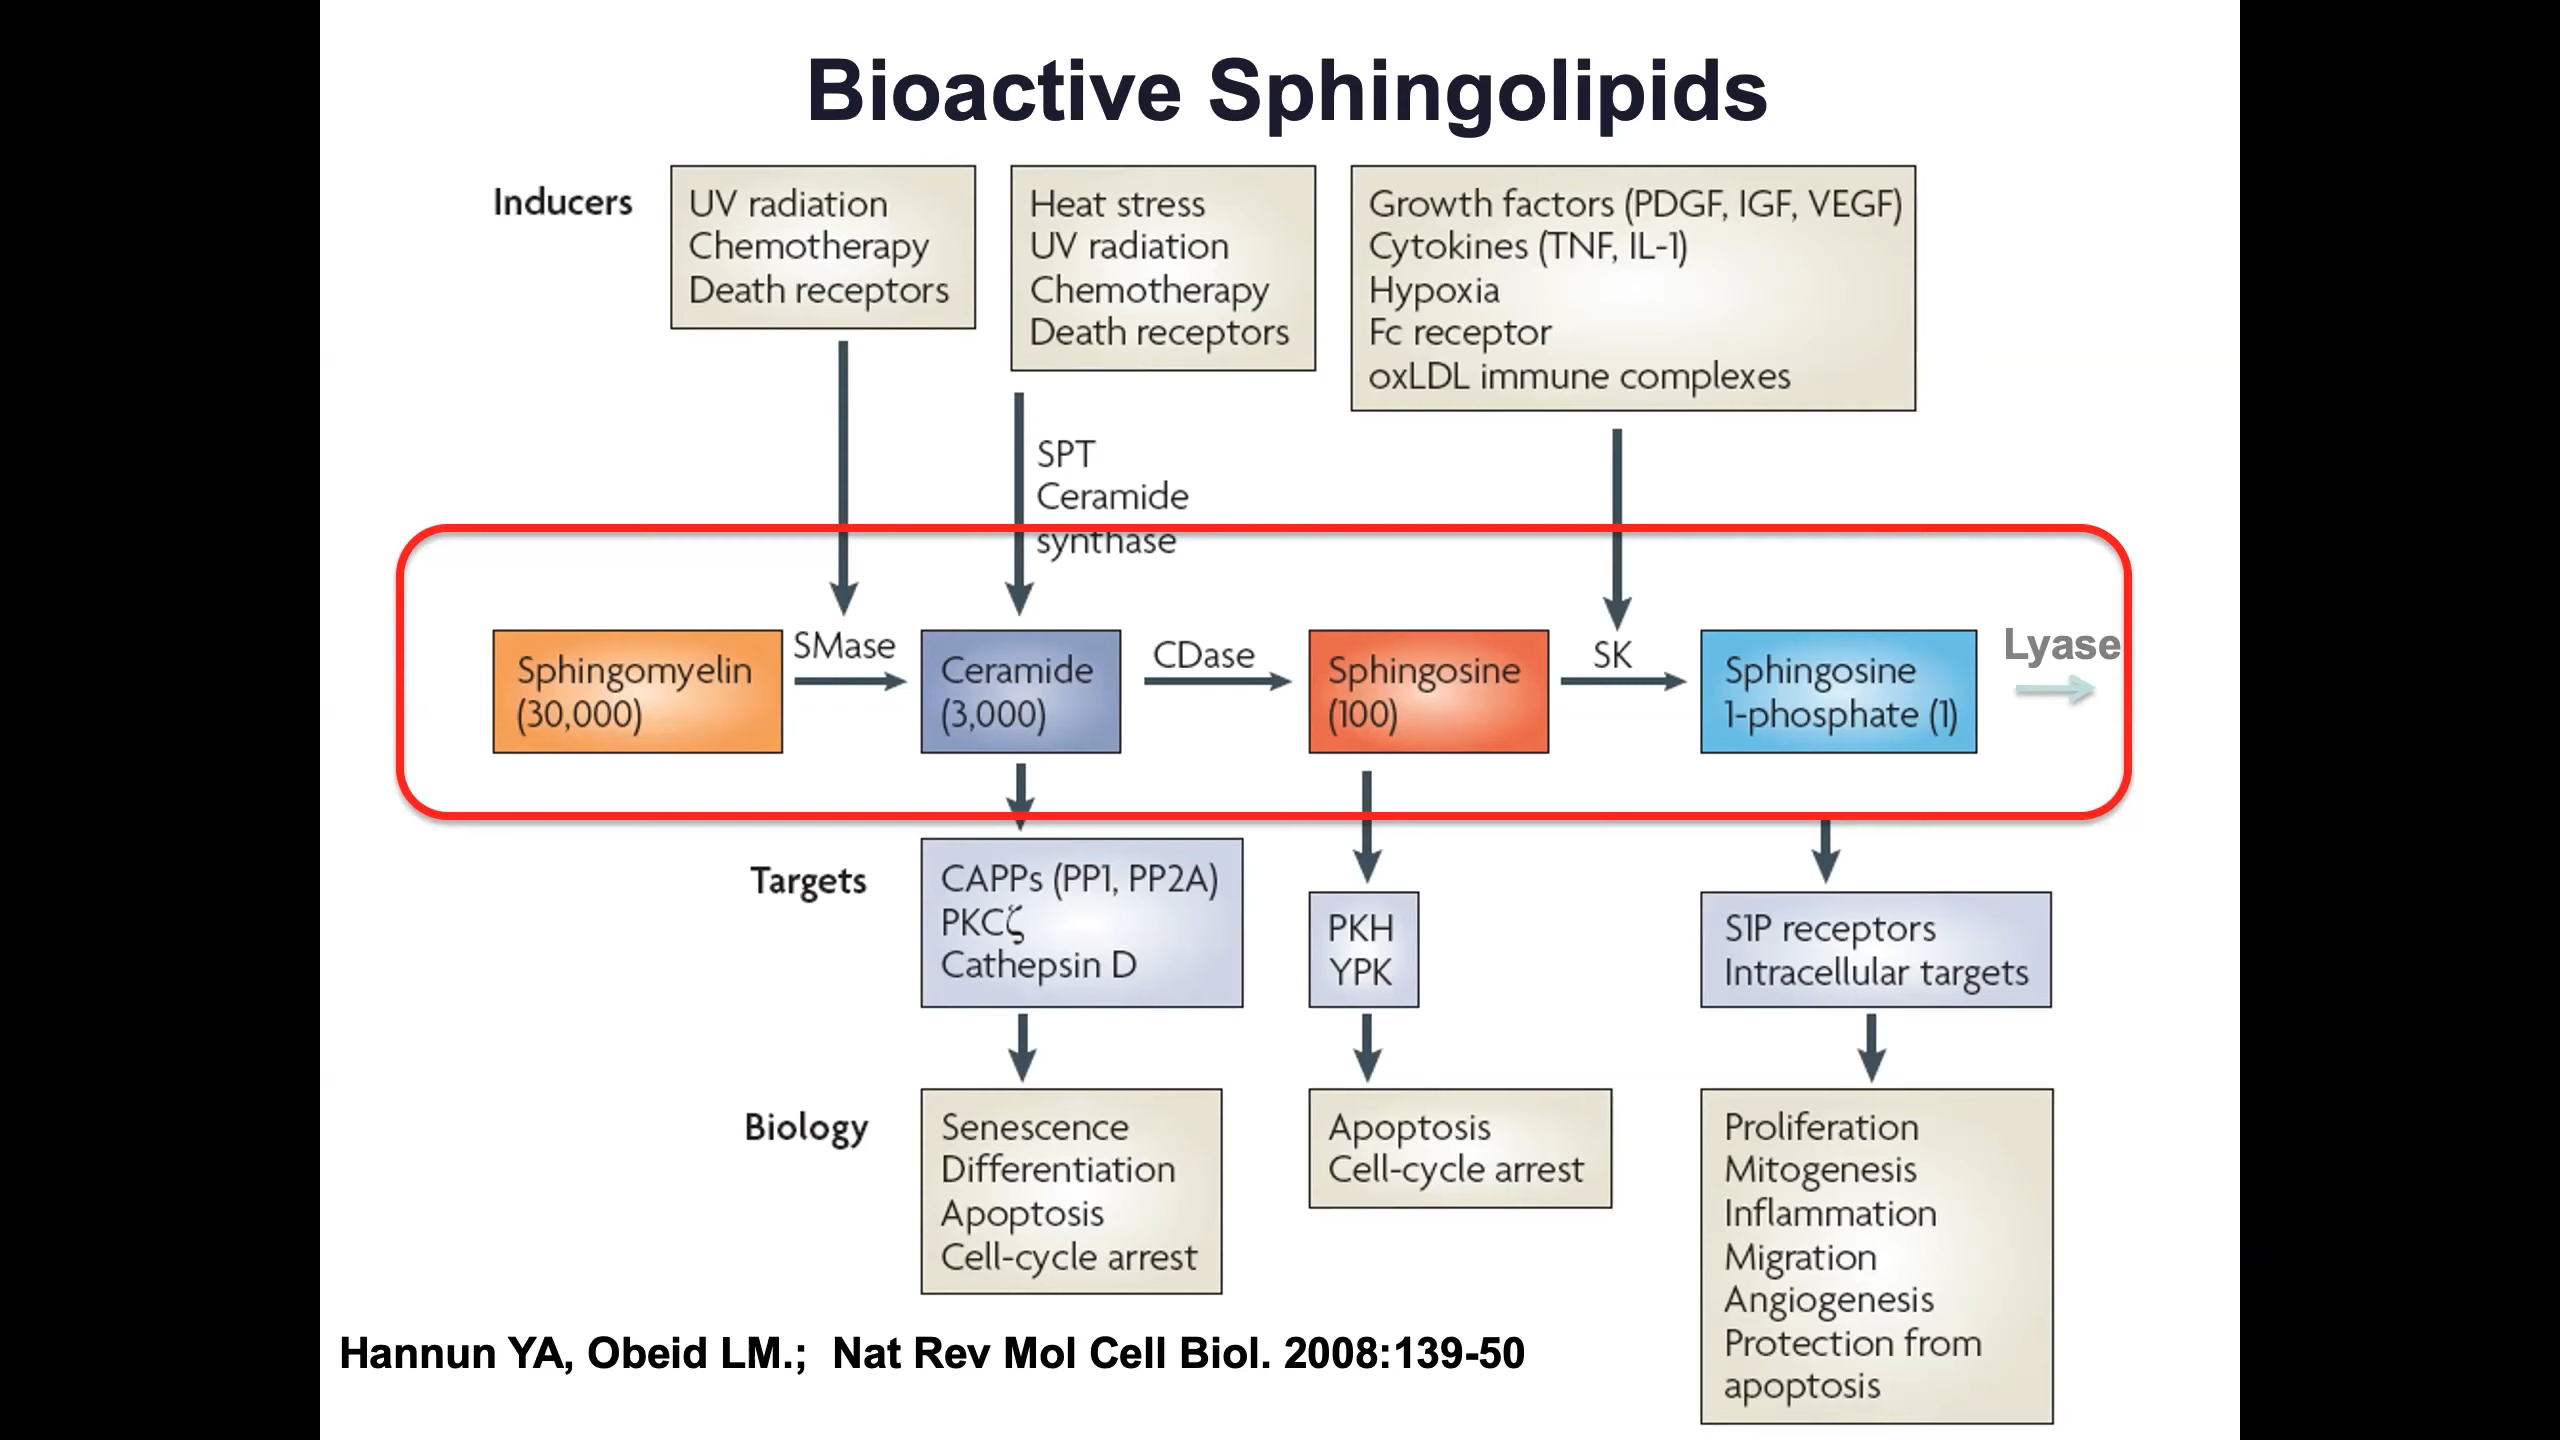 Bioactive Sphingolipids
Inducers
UV radiation
Chemotherapy
Death receptors
Heat stress
UV radiation
Chemotherapy
Death receptors
Growth factors (PDGF, IGF, VEGF)
Cytokines (TNF, IL-1)
Hypoxia
Fc receptor
oxLDL immune complexes
SPT
Ceramide
synthase
Sphingomyelin
(30,000)
SMase
Ceramide
(3,000)
CDase
Sphingosine
(100)
SK
Sphingosine
1-phosphate (1)
Lyase
Targets
CAPPs (PP1, PP2A)
PKCζ
Cathepsin D
PKH
YPK
S1P receptors
Intracellular targets
Biology
Senescence
Differentiation
Apoptosis
Cell-cycle arrest
Apoptosis
Cell-cycle arrest
Proliferation
Mitogenesis
Inflammation
Migration
Angiogenesis
Protection from
apoptosis
Hannun YA, Obeid LM.;  Nat Rev Mol Cell Biol. 2008:139-50